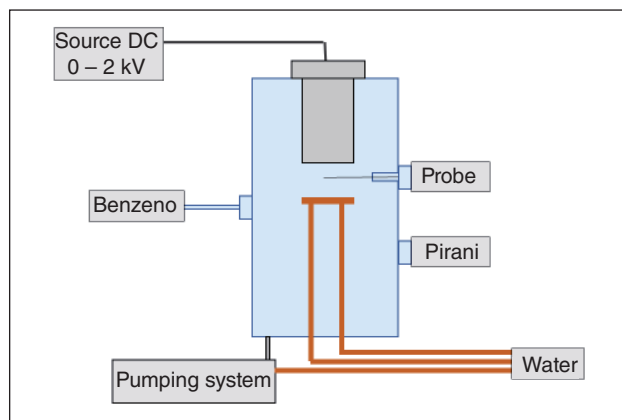 Source DC
0 – 2 kV
Probe
Benzeno
Pirani
Pumping system
Water